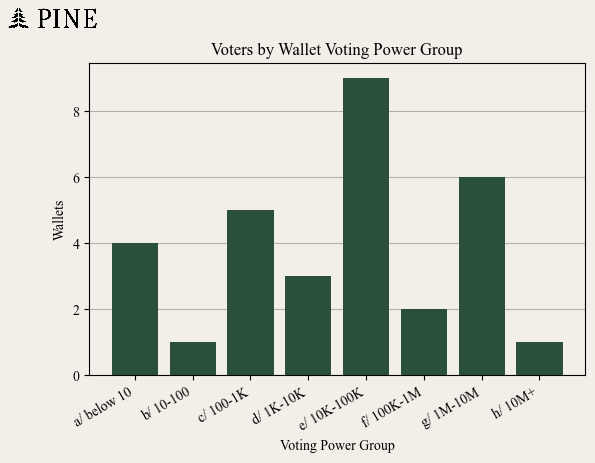 PINE
Voters by Wallet Voting Power Group
Wallets
8
6
4
2
0
a/ below 10
b/ 10-100
c/ 100-1K
d/ 1K-10K
e/ 10K-100K
f/ 100K-1M
g/ 1M-10M
h/ 10M+
Voting Power Group